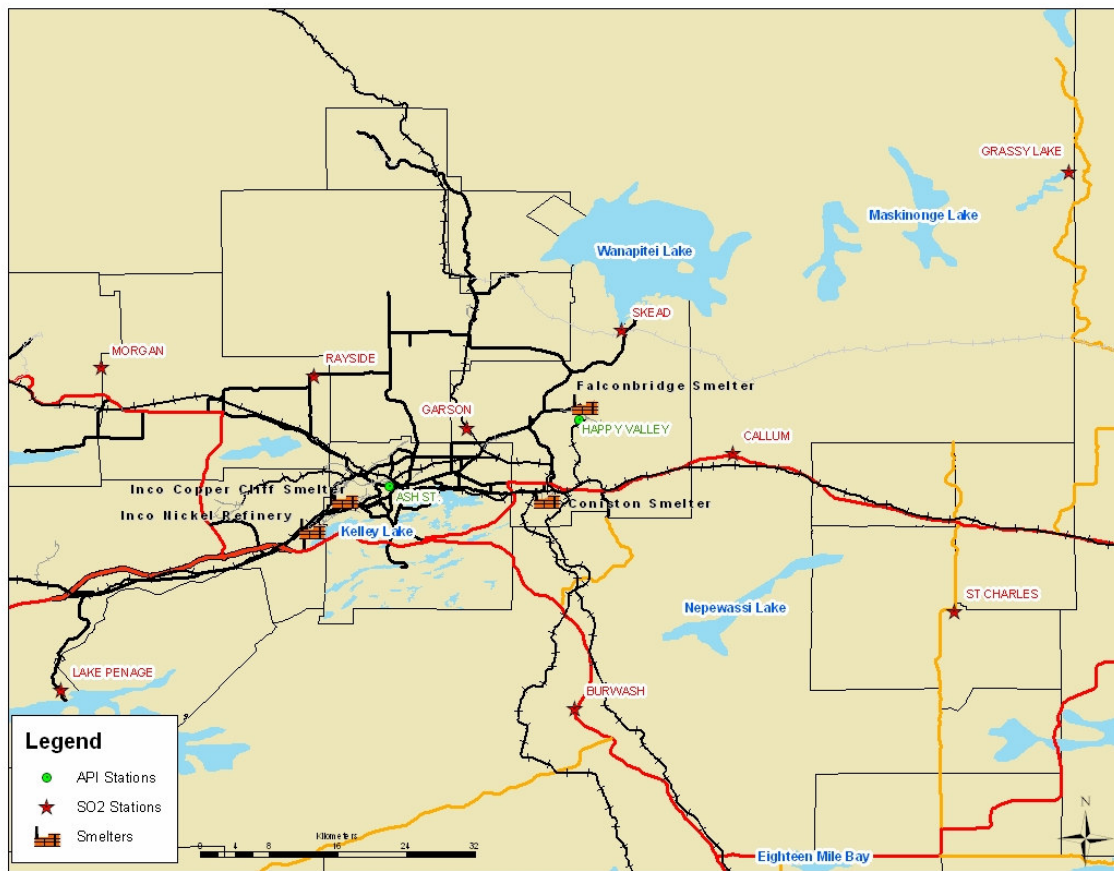 GRASSY LAKE
Maskinonge Lake
Wanapitei Lake
SKEAD
MORGAN
RAYSIDE
Falconbridge Smelter
GARSON
HAPPY VALLEY
CALLUM
Inco Copper Cliff Smelter
ASH ST.
Coniston Smelter
Inco Nickel Refinery
Kelley Lake
Nepewassi Lake
ST CHARLES
LAKE PENAGE
BURWASH
Legend
API Stations
SO2 Stations
Smelters
Kilometers
0 4 8 16 24 32
N
Eighteen Mile Bay